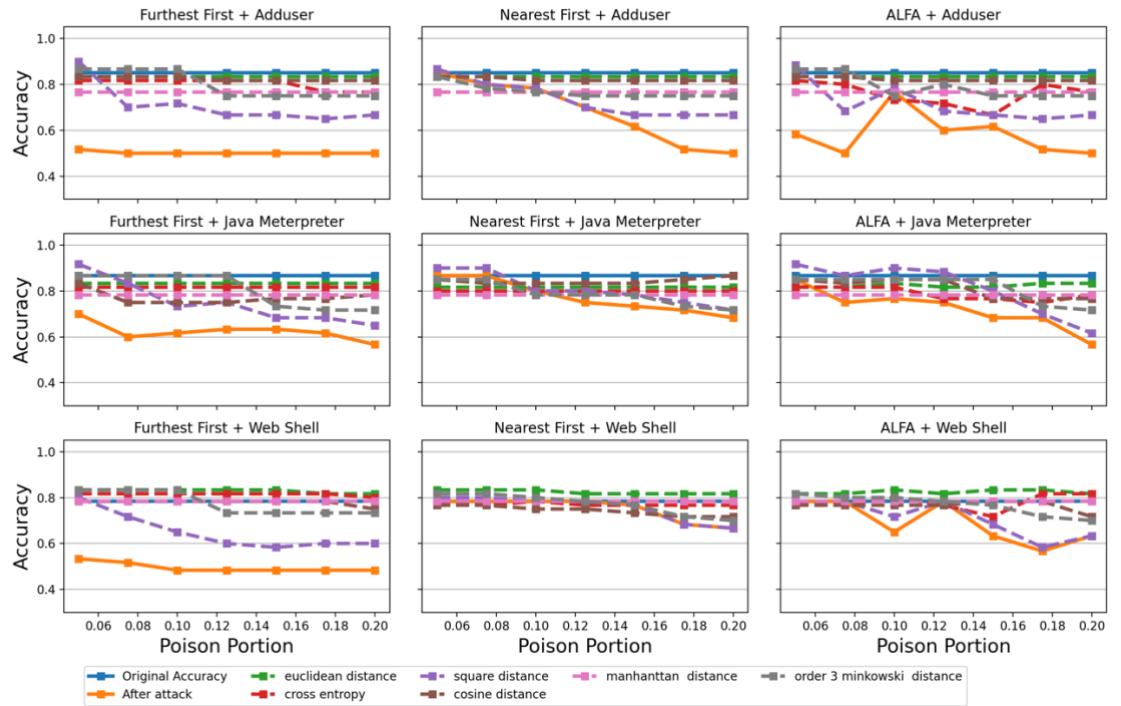 Furthest First + Adduser
Nearest First + Adduser
ALFA + Adduser
1.0
0.8
0.6
0.4
Accuracy
Furthest First + Java Meterpreter
Nearest First + Java Meterpreter
ALFA + Java Meterpreter
1.0
0.8
0.6
0.4
Accuracy
Furthest First + Web Shell
Nearest First + Web Shell
ALFA + Web Shell
1.0
0.8
0.6
0.4
Accuracy
0.06 0.08 0.10 0.12 0.14 0.16 0.18 0.20
0.06 0.08 0.10 0.12 0.14 0.16 0.18 0.20
0.06 0.08 0.10 0.12 0.14 0.16 0.18 0.20
Poison Portion
Poison Portion
Poison Portion
Original Accuracy
After attack
euclidean distance
cross entropy
square distance
cosine distance
manhanttan distance
order 3 minkowski distance